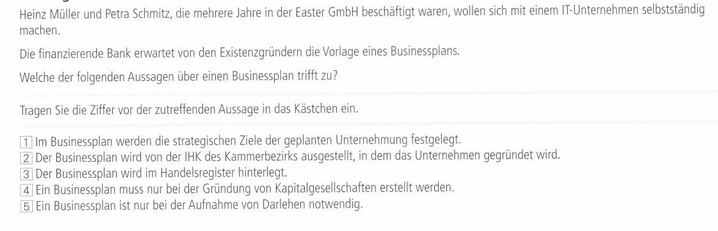 Heinz Müller und Petra Schmitz, die mehrere Jahre in der Easter GmbH beschäftigt waren, wollen sich mit einem IT-Unternehmen selbstständig
machen.
Die finanzierende Bank erwartet von den Existenzgründern die Vorlage eines Businessplans.
Welche der folgenden Aussagen über einen Businessplan trifft zu?
Tragen Sie die Ziffer vor der zutreffenden Aussage in das Kästchen ein.
1 Im Businessplan werden die strategischen Ziele der geplanten Unternehmung festgelegt.
2 Der Businessplan wird von der IHK des Kammerbezirks ausgestellt, in dem das Unternehmen gegründet wird.
3 Der Businessplan wird im Handelsregister hinterlegt.
4 Ein Businessplan muss nur bei der Gründung von Kapitalgesellschaften erstellt werden.
5 Ein Businessplan ist nur bei der Aufnahme von Darlehen notwendig.